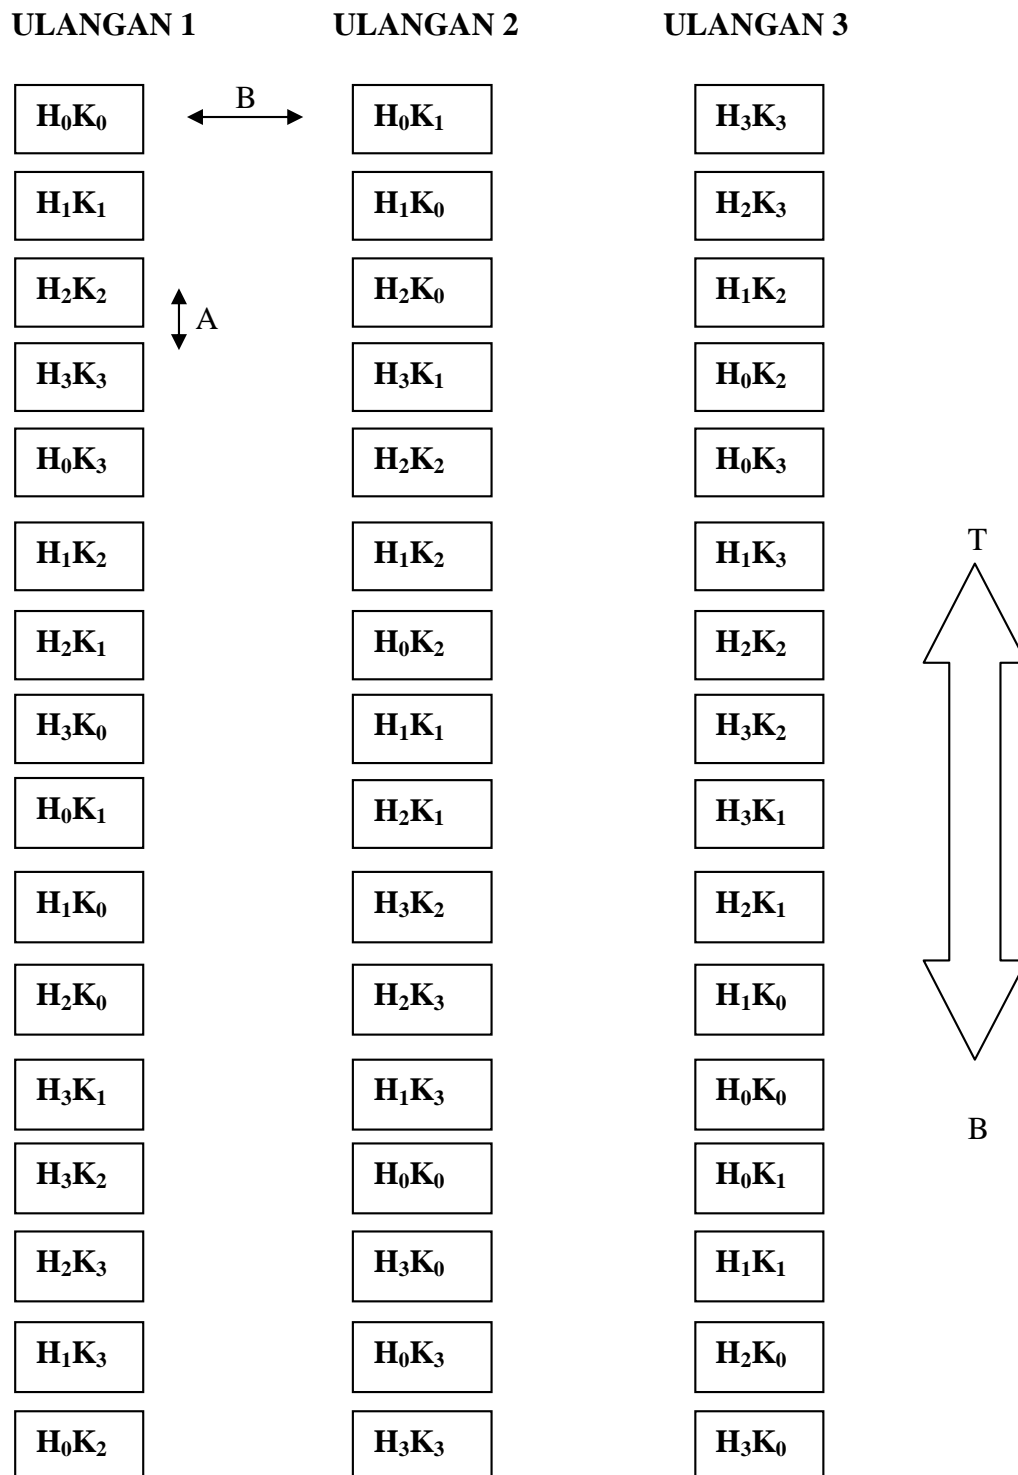 ULANGAN 1 ULANGAN 2 ULANGAN 3
H₀K₀ B H₀K₁ H₃K₃
H₁K₁ H₁K₀ H₂K₃
H₂K₂ H₂K₀ H₁K₂
A
H₃K₃ H₃K₁ H₀K₂
H₀K₃ H₂K₂ H₀K₃
T
H₁K₂ H₁K₂ H₁K₃
H₂K₁ H₀K₂ H₂K₂
H₃K₀ H₁K₁ H₃K₂
H₀K₁ H₂K₁ H₃K₁
H₁K₀ H₃K₂ H₂K₁
H₂K₀ H₂K₃ H₁K₀
H₃K₁ H₁K₃ H₀K₀
B
H₃K₂ H₀K₀ H₀K₁
H₂K₃ H₃K₀ H₁K₁
H₁K₃ H₀K₃ H₂K₀
H₀K₂ H₃K₃ H₃K₀